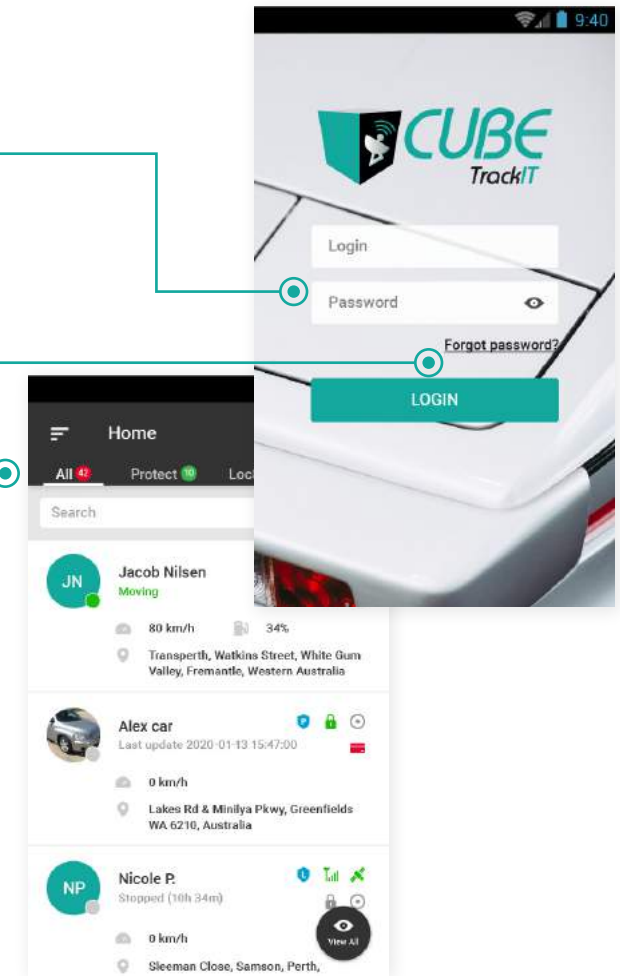 9:40
CUBE
TrackIT
Login
Password
Forgot password?
LOGIN
Home
All 42
Protect 10
Loc
Search
JN
Jacob Nilsen
Moving
80 km/h
34%
Transperth, Watkins Street, White Gum
Valley, Fremantle, Western Australia
Alex car
Last update 2020-01-13 15:47:00
P
0 km/h
Lakes Rd & Minilya Pkwy, Greenfields
WA 6210, Australia
NP
Nicole P.
Stopped (10h 34m)
L
View All
0 km/h
Sleeman Close, Samson, Perth,